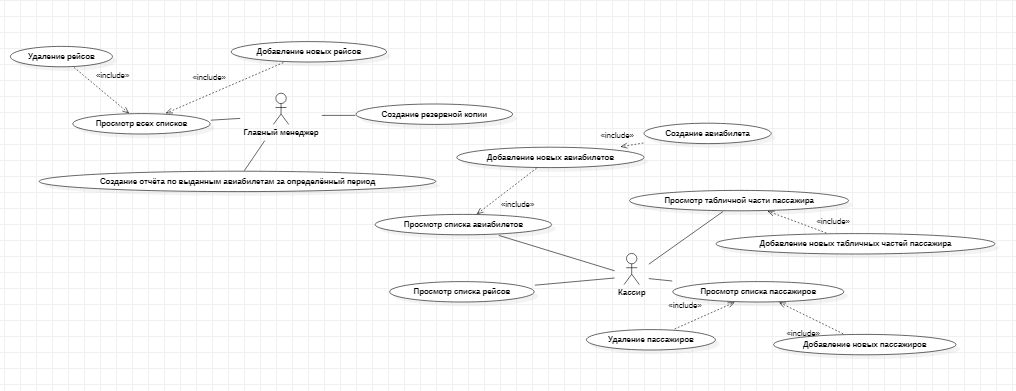 Удаление рейсов
Добавление новых рейсов
«include»
«include»
Просмотр всех списков
Главный менеджер
Создание резервной копии
Создание отчёта по выданным авиабилетам за определённый период
«include»
Создание авиабилета
Добавление новых авиабилетов
«include»
Просмотр списка авиабилетов
Просмотр табличной части пассажира
«include»
Добавление новых табличных частей пассажира
Кассир
Просмотр списка рейсов
Просмотр списка пассажиров
«include»
«include»
Удаление пассажиров
Добавление новых пассажиров